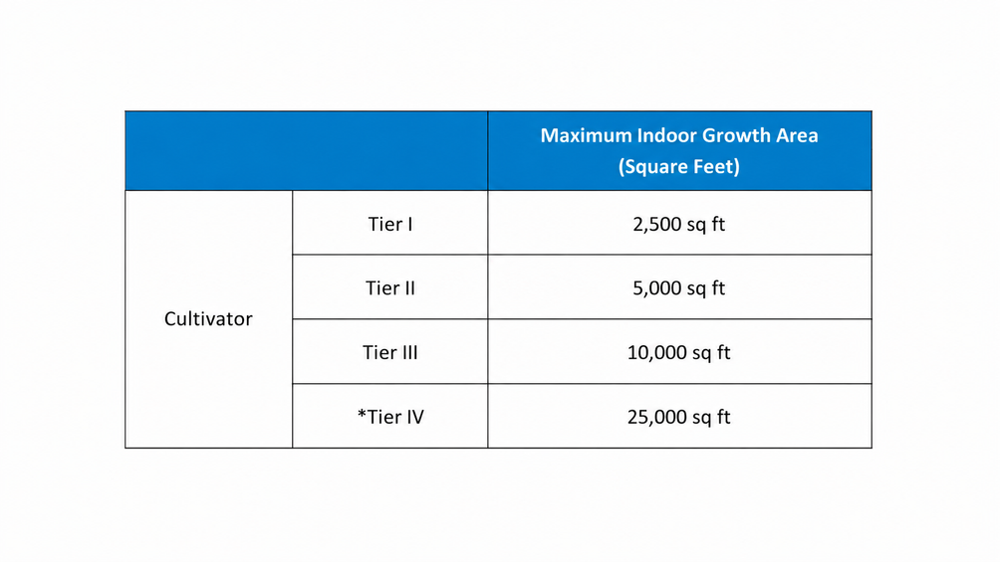 Maximum Indoor Growth Area
(Square Feet)
Cultivator
Tier I
2,500 sq ft
Tier II
5,000 sq ft
Tier III
10,000 sq ft
*Tier IV
25,000 sq ft